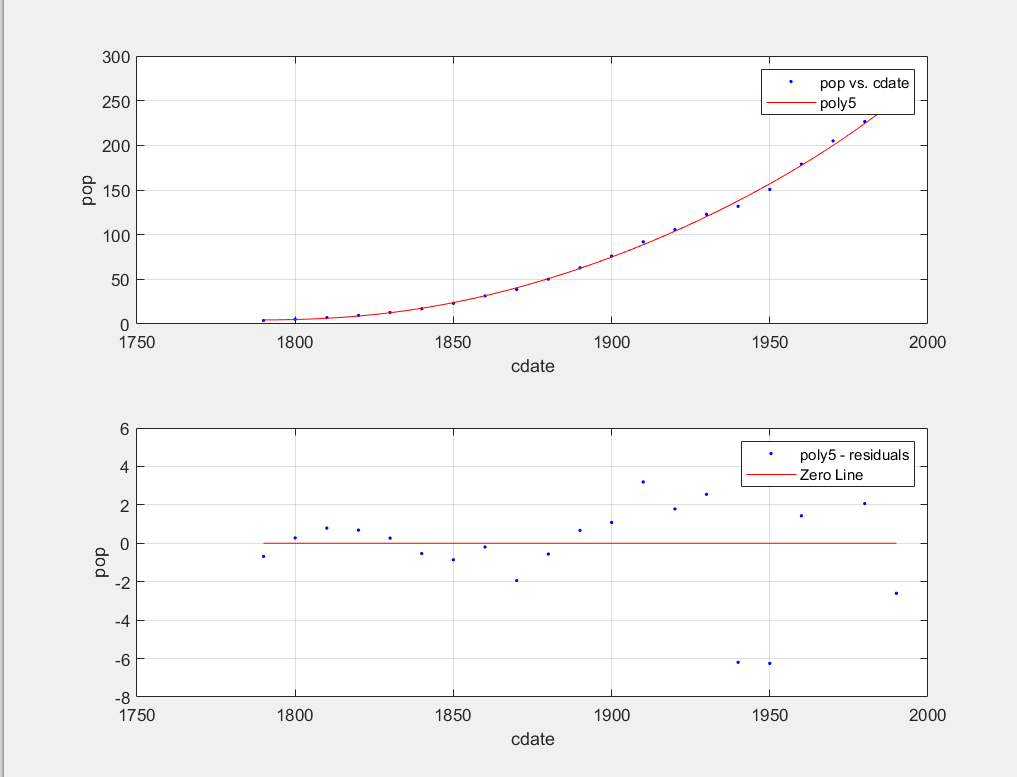 300
250
200
150
100
50
0
pop
pop vs. cdate
poly5
1750 1800 1850 1900 1950 2000
cdate
6
4
2
0
-2
-4
-6
-8
pop
poly5 - residuals
Zero Line
1750 1800 1850 1900 1950 2000
cdate